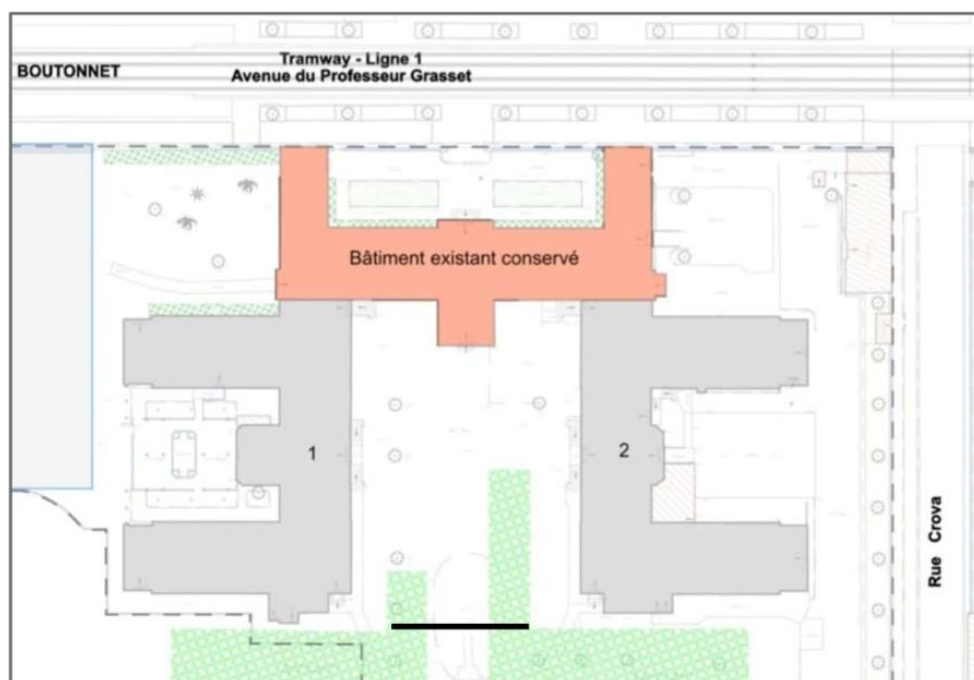 Tramway - Ligne 1
BOUTONNET
Avenue du Professeur Grasset
Bâtiment existant conservé
1
2
Rue Crova